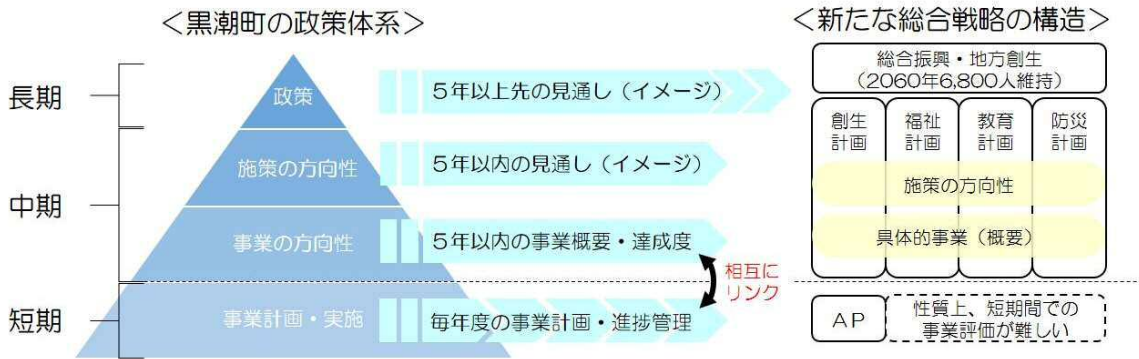 ＜黒潮町の政策体系＞
＜新たな総合戦略の構造＞
長期
政策
５年以上先の見通し（イメージ）
総合振興・地方創生
（2060年6,800人維持）
創生
計画
福祉
計画
教育
計画
防災
計画
中期
施策の方向性
５年以内の見通し（イメージ）
施策の方向性
事業の方向性
５年以内の事業概要・達成度
具体的事業（概要）
相互に
リンク
短期
事業計画・実施
毎年度の事業計画・進捗管理
ＡＰ
性質上、短期間での
事業評価が難しい